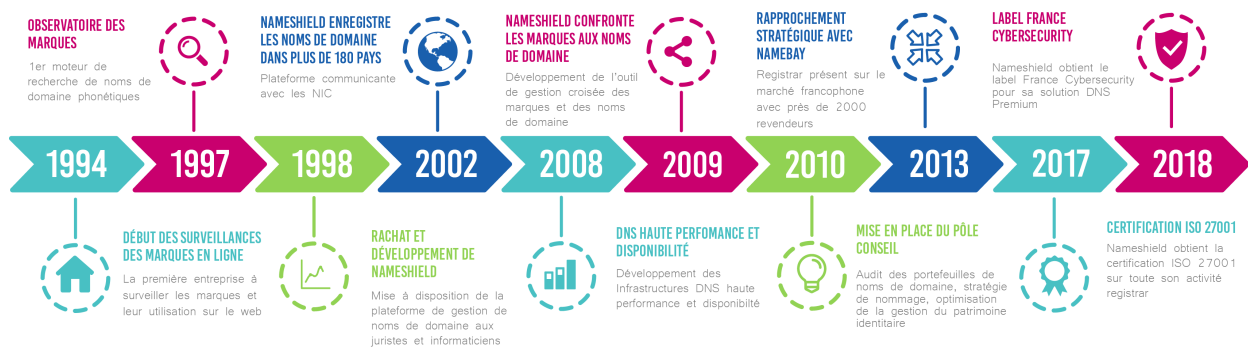 OBSERVATOIRE DES
MARQUES
1er moteur de
recherche de noms de
domaine phonétiques
NAMESHIELD ENREGISTRE
LES NOMS DE DOMAINE
DANS PLUS DE 180 PAYS
Plateforme communicante
avec les NIC
NAMESHIELD CONFRONTE
LES MARQUES AUX NOMS
DE DOMAINE
Développement de l'outil
de gestion croisée des
marques et des noms
de domaine
RAPPROCHEMENT
STRATÉGIQUE AVEC
NAMEBAY
Registrar présent sur le
marché francophone
avec près de 2000
revendeurs
LABEL FRANCE
CYBERSECURITY
Nameshield obtient le
label France Cybersecurity
pour sa solution DNS
Premium
1994
1997
1998
2002
2008
2009
2010
2013
2017
2018
DÉBUT DES SURVEILLANCES
DES MARQUES EN LIGNE
La première entreprise à
surveiller les marques et
leur utilisation sur le web
RACHAT ET
DÉVELOPPEMENT DE
NAMESHIELD
Mise à disposition de la
plateforme de gestion de
noms de domaine aux
juristes et informaticiens
DNS HAUTE PERFOMANCE ET
DISPONIBILITÉ
Développement des
Infrastructures DNS haute
performance et disponibilté
MISE EN PLACE DU PÔLE
CONSEIL
Audit des portefeuilles de
noms de domaine, stratégie
de nommage, optimisation
de la gestion du patrimoine
identitaire
CERTIFICATION ISO 27001
Nameshield obtient la
certification ISO 27001
sur toute son activité
registrar